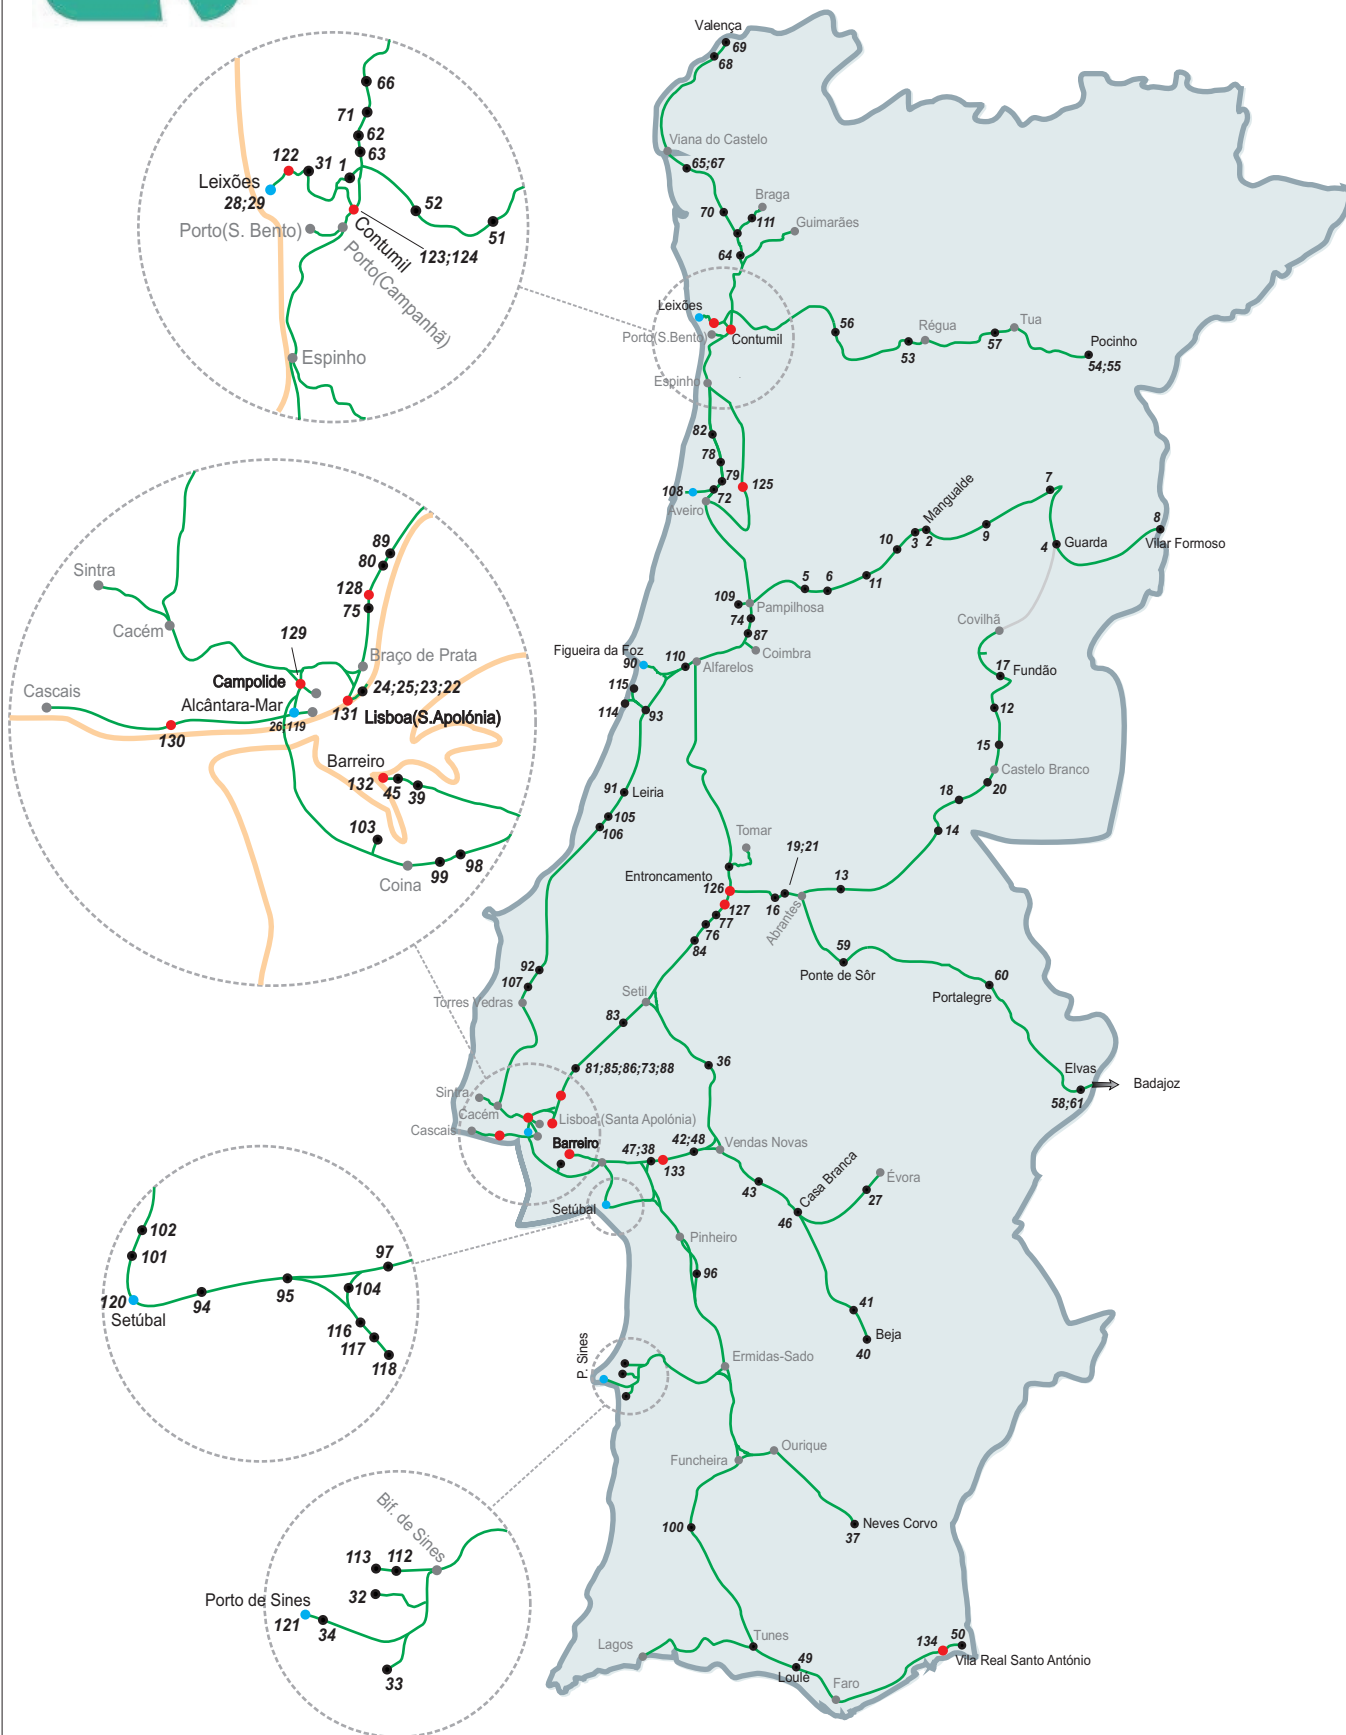 Valença
69
68
Viana do Castelo
65;67
Braga
70
111
Guimarães
64
Leixões
Porto(S.Bento)
Contumil
56
Régua
Tua
53
57
Pocinho
54;55
Espinho
82
78
79
108
72
125
Aveiro
Mangualde
7
8
Vilar Formoso
10
3
2
9
4
Guarda
5
6
11
109
Pampilhosa
74
87
Coimbra
Covilhã
Figueira da Foz
90
110
Alfarelos
17
Fundão
115
114
93
12
15
Castelo Branco
91
Leiria
18
20
105
106
14
Tomar
19;21
Entroncamento
126
13
16
Abrantes
127
77
76
84
59
Ponte de Sôr
60
Portalegre
92
107
Torres Vedras
Setil
83
36
81;85;86;73;88
Elvas
Badajoz
58;61
Sintra
Cacém
Lisboa (Santa Apolónia)
Cascais
Barreiro
47;38
42;48
Vendas Novas
133
43
Casa Branca
Évora
27
46
Setúbal
Pinheiro
96
41
Beja
40
P. Sines
Ermidas-Sado
Ourique
Funcheira
100
Neves Corvo
37
Lagos
Tunes
49
Loulé
Faro
134
50
Vila Real Santo António
66
71
62
63
122
31
1
Leixões
28;29
52
51
Porto(S. Bento)
Contumil
123;124
Porto(Campanhã)
Espinho
89
80
128
75
Sintra
Cacém
129
Braço de Prata
Campolide
24;25;23;22
Cascais
Alcântara-Mar
26;119
131
Lisboa(S.Apolónia)
130
Barreiro
132
45
39
103
Coina
99
98
102
101
97
120
Setúbal
94
95
104
116
117
118
Bif. de Sines
113
112
32
Porto de Sines
121
34
33